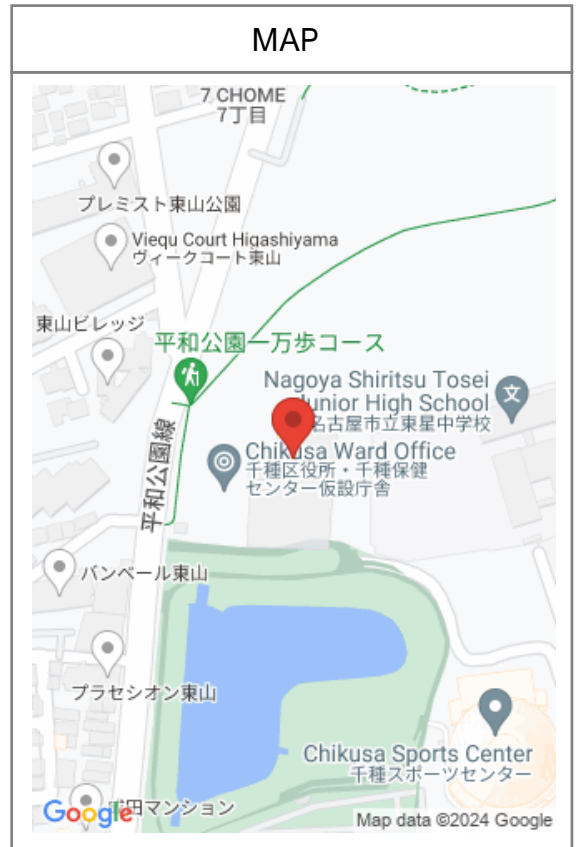 MAP
7 CHOME
7丁目
プレミスト東山公園
Viequ Court Higashiyama
ヴィークコート東山
東山ビレッジ
平和公園一万歩コース
Nagoya Shiritsu Tosei
Junior High School
名古屋市立東星中学校
Chikusa Ward Office
千種区役所・千種保健
センター仮設庁舎
平和公園線
文
バンベール東山
プラセシオン東山
Chikusa Sports Center
千種スポーツセンター
田マンション
Google
Map data ©2024 Google